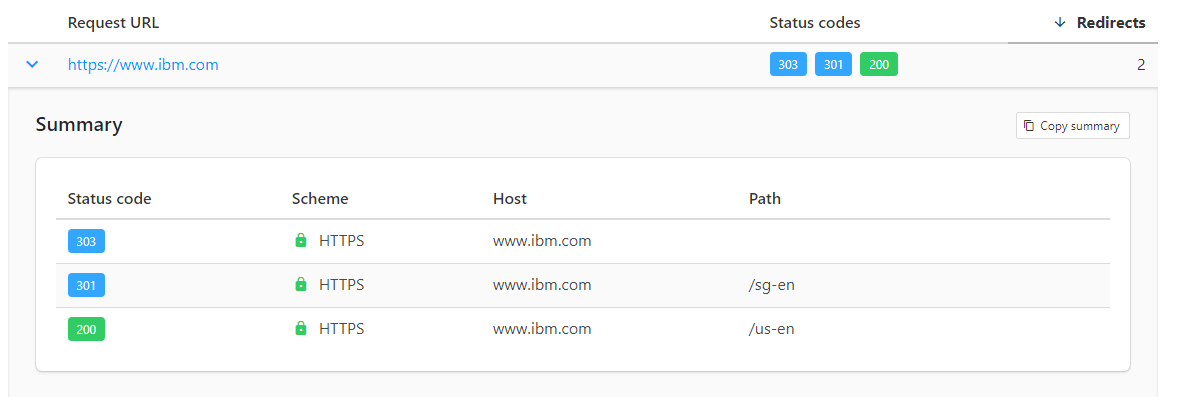 Request URL Status codes Redirects
https://www.ibm.com 303 301 200 2
Summary Copy summary
Status code Scheme Host Path
303 HTTPS www.ibm.com
301 HTTPS www.ibm.com /sg-en
200 HTTPS www.ibm.com /us-en